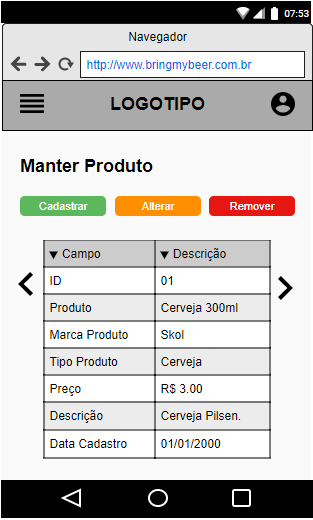 07:53
Navegador
http://www.bringmybeer.com.br
LOGOTIPO
Manter Produto
Cadastrar Alterar Remover
Campo Descrição
ID 01
Produto Cerveja 300ml
Marca Produto Skol
Tipo Produto Cerveja
Preço R$ 3.00
Descrição Cerveja Pilsen.
Data Cadastro 01/01/2000